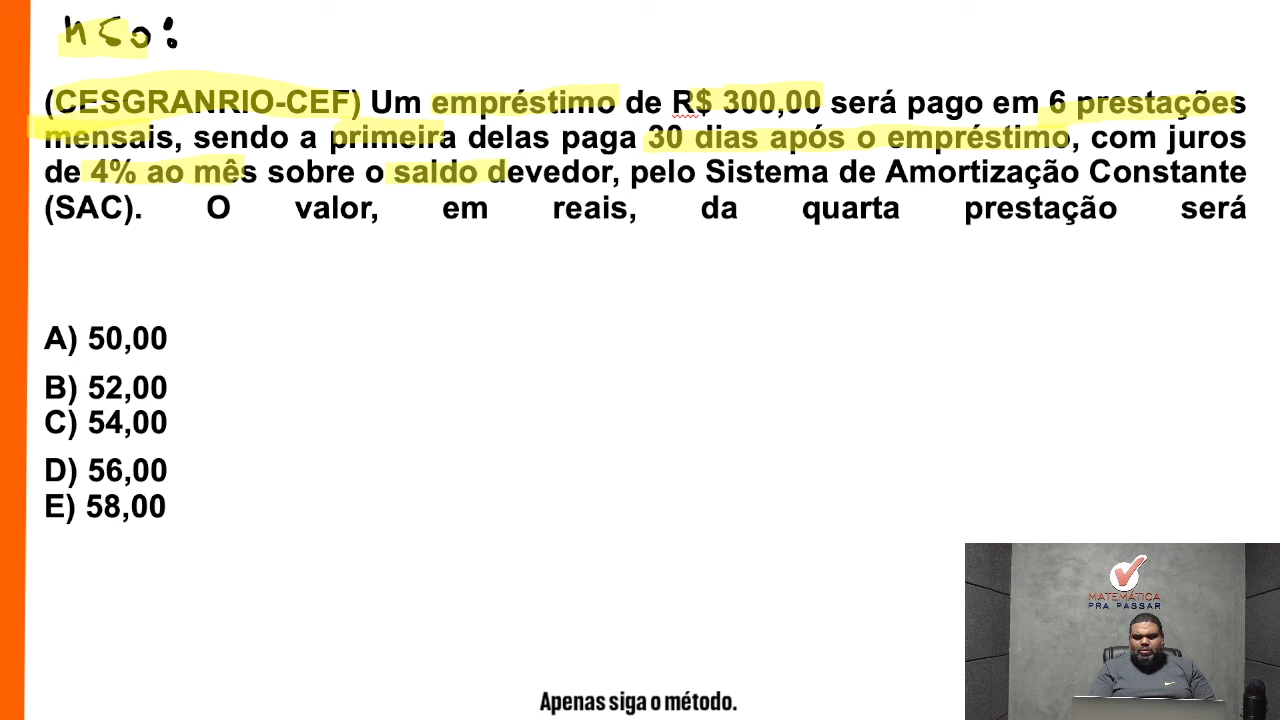 (CESGRANRIO-CEF) Um empréstimo de R$ 300,00 será pago em 6 prestações
mensais, sendo a primeira delas paga 30 dias após o empréstimo, com juros
de 4% ao mês sobre o saldo devedor, pelo Sistema de Amortização Constante
(SAC). O valor, em reais, da quarta prestação será
A) 50,00
B) 52,00
C) 54,00
D) 56,00
E) 58,00
MATEMÁTICA
PRA PASSAR
Apenas siga o método.